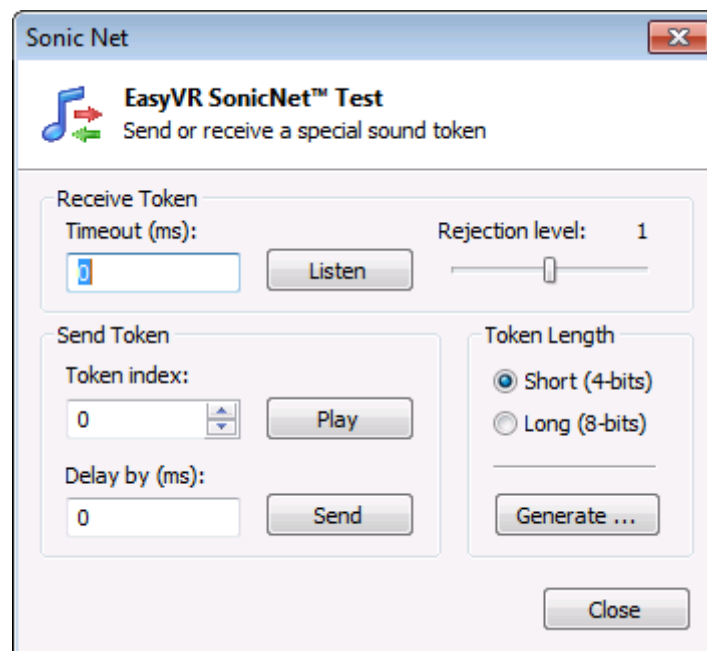 Sonic Net
EasyVR SonicNet™ Test
Send or receive a special sound token
Receive Token
Timeout (ms):
Rejection level: 1
0
Listen
Send Token
Token index:
0
Play
Delay by (ms):
0
Send
Token Length
Short (4-bits)
Long (8-bits)
Generate ...
Close